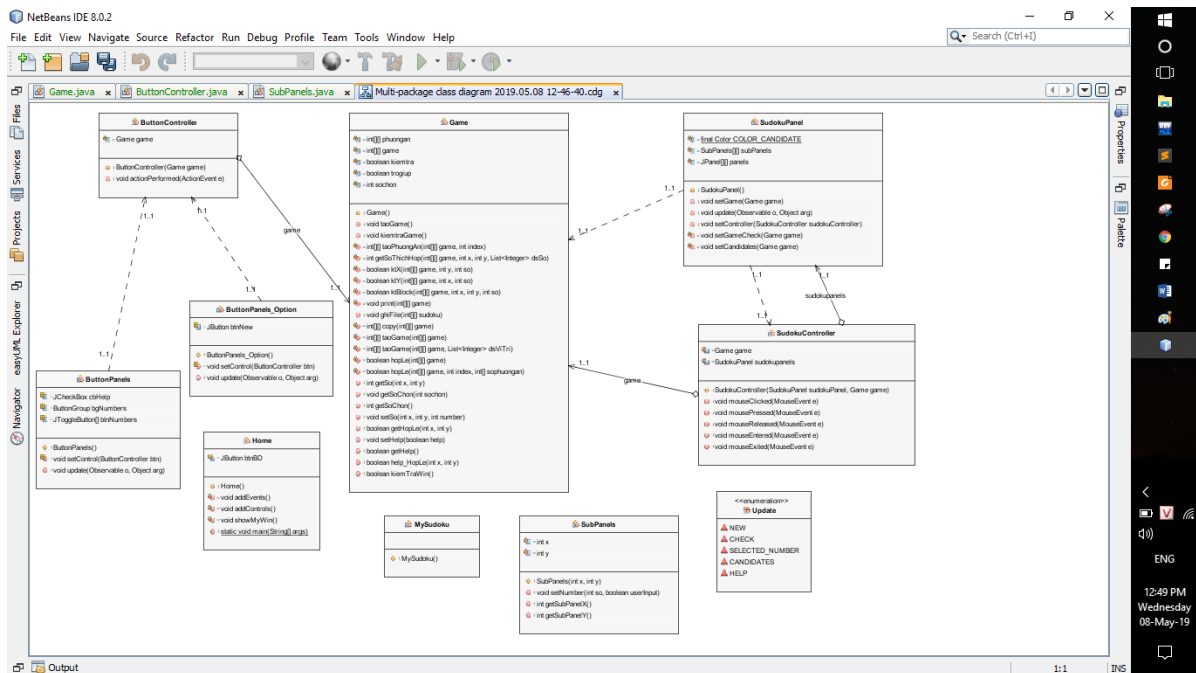 NetBeans IDE 8.0.2
File Edit View Navigate Source Refactor Run Debug Profile Team Tools Window Help
Search (Ctrl+I)
Game.java x ButtonController.java x SubPanels.java x Multi-package class diagram 2019.05.08 12-46-40.cdg x
Files
Services
Projects
easyUML Explorer
Navigator
Properties
Palette
ButtonController
-Game game
+ButtonController(Game game)
+void actionPerformed(ActionEvent e)
Game
-int[][] phuongan
-int[][] game
-boolean kiemtra
-boolean trogiup
-int sochon
+Game()
+void taoGame()
+void kiemtraGame()
-int[][] taoPhuongAn(int[][] game, int index)
-int getSoThichHop(int[][] game, int x, int y, List<Integer> dsSo)
-boolean ktX(int[][] game, int y, int so)
-boolean ktY(int[][] game, int x, int so)
-boolean ktBlock(int[][] game, int x, int y, int so)
-void print(int[][] game)
+void ghiFile(int[][] sudoku)
-int[][] copy(int[][] game)
-int[][] taoGame(int[][] game)
-int[][] taoGame(int[][] game, List<Integer> dsViTri)
-boolean hopLe(int[][] game)
-boolean hopLe(int[][] game, int index, int[] sophuongan)
+int getSo(int x, int y)
+void getSoChon(int sochon)
+int getSoChon()
+void setSo(int x, int y, int number)
+boolean getHopLe(int x, int y)
+void setHelp(boolean help)
+boolean getHelp()
+boolean help_HopLe(int x, int y)
+boolean kiemTraWin()
SudokuPanel
-final Color COLOR_CANDIDATE
-SubPanels[][] subPanels
-JPanel[][] panels
+SudokuPanel()
+void setGame(Game game)
+void update(Observable o, Object arg)
+void setController(SudokuController sudokuController)
-void setGameCheck(Game game)
-void setCandidates(Game game)
1..1
1..1
game
1..1
1..1
1..1
1..1
1..1
sudokupanels
1..1
ButtonPanels_Option
~JButton btnNew
+ButtonPanels_Option()
~void setControl(ButtonController btn)
+void update(Observable o, Object arg)
SudokuController
-Game game
-SudokuPanel sudokupanels
+SudokuController(SudokuPanel sudokuPanel, Game game)
+void mouseClicked(MouseEvent e)
+void mousePressed(MouseEvent e)
+void mouseReleased(MouseEvent e)
+void mouseEntered(MouseEvent e)
+void mouseExited(MouseEvent e)
1..1
game
1..1
ButtonPanels
~JCheckBox cbHelp
~ButtonGroup bgNumbers
~JToggleButton[] btnNumbers
+ButtonPanels()
~void setControl(ButtonController btn)
+void update(Observable o, Object arg)
Home
-JButton btnBD
+Home()
-void addEvents()
-void addControls()
-void showMyWin()
+static void main(String[] args)
MySudoku
+MySudoku()
SubPanels
-int x
-int y
+SubPanels(int x, int y)
+void setNumber(int so, boolean userInput)
+int getSubPanelX()
+int getSubPanelY()
<<enumeration>>
Update
NEW
CHECK
SELECTED_NUMBER
CANDIDATES
HELP
Output
1:1 INS
ENG
12:49 PM
Wednesday
08-May-19